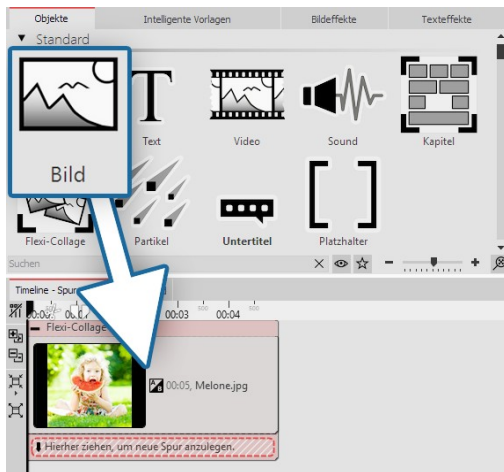 Objekte Intelligente Vorlagen Bildeffekte Texteffekte
Standard
Bild Text Video Sound Kapitel
Flexi-Collage Partikel Untertitel Platzhalter
Suchen
Timeline - Spur
00:03 00:04
Flexi-Collage
00:05, Melone.jpg
Hierher ziehen, um neue Spur anzulegen.